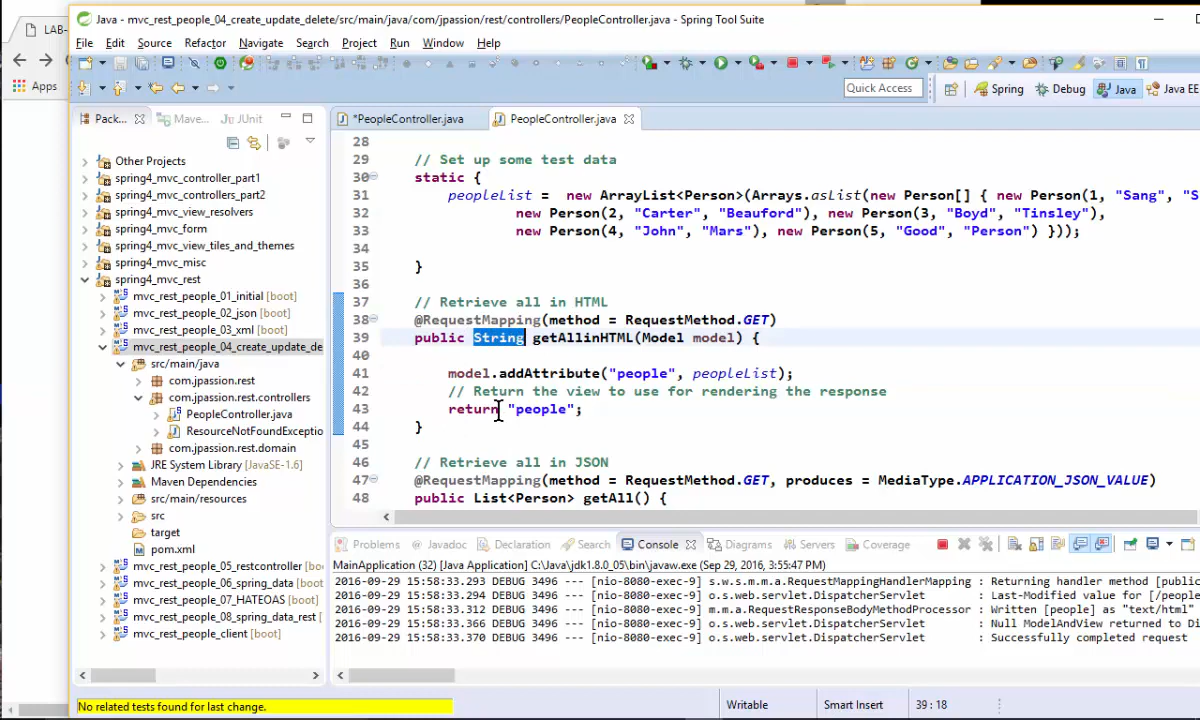 LAB-
Apps
Java - mvc_rest_people_04_create_update_delete/src/main/java/com/jpassion/rest/controllers/PeopleController.java - Spring Tool Suite
File Edit Source Refactor Navigate Search Project Run Window Help
Quick Access
Spring
Debug
Java
Java EE
Pack...
Mave...
JUnit
Other Projects
spring4_mvc_controller_part1
spring4_mvc_controllers_part2
spring4_mvc_view_resolvers
spring4_mvc_form
spring4_mvc_view_tiles_and_themes
spring4_mvc_misc
spring4_mvc_rest
mvc_rest_people_01_initial [boot]
mvc_rest_people_02_json [boot]
mvc_rest_people_03_xml [boot]
mvc_rest_people_04_create_update_de
src/main/java
com.jpassion.rest
com.jpassion.rest.controllers
PeopleController.java
ResourceNotFoundExceptio
com.jpassion.rest.domain
JRE System Library [JavaSE-1.6]
Maven Dependencies
src/main/resources
src
target
pom.xml
mvc_rest_people_05_restcontroller [bo
mvc_rest_people_06_spring_data [boot]
mvc_rest_people_07_HATEOAS [boot]
mvc_rest_people_08_spring_data_rest [
mvc_rest_people_client [boot]
*PeopleController.java
PeopleController.java
28
29 // Set up some test data
30 static {
31 peopleList = new ArrayList<Person>(Arrays.asList(new Person[] { new Person(1, "Sang", "S
32 new Person(2, "Carter", "Beauford"), new Person(3, "Boyd", "Tinsley"),
33 new Person(4, "John", "Mars"), new Person(5, "Good", "Person") }));
34
35 }
36
37 // Retrieve all in HTML
38 @RequestMapping(method = RequestMethod.GET)
39 public String getAllinHTML(Model model) {
40
41 model.addAttribute("people", peopleList);
42 // Return the view to use for rendering the response
43 return "people";
44 }
45
46 // Retrieve all in JSON
47 @RequestMapping(method = RequestMethod.GET, produces = MediaType.APPLICATION_JSON_VALUE)
48 public List<Person> getAll() {
Problems @ Javadoc Declaration Search Console Diagrams Servers Coverage
MainApplication (32) [Java Application] C:\Java\jdk1.8.0_05\bin\javaw.exe (Sep 29, 2016, 3:55:47 PM)
2016-09-29 15:58:33.293 DEBUG 3496 --- [nio-8080-exec-9] s.w.s.m.m.a.RequestMappingHandlerMapping : Returning handler method [public
2016-09-29 15:58:33.294 DEBUG 3496 --- [nio-8080-exec-9] o.s.web.servlet.DispatcherServlet : Last-Modified value for [/people
2016-09-29 15:58:33.312 DEBUG 3496 --- [nio-8080-exec-9] m.m.a.RequestResponseBodyMethodProcessor : Written [people] as "text/html"
2016-09-29 15:58:33.366 DEBUG 3496 --- [nio-8080-exec-9] o.s.web.servlet.DispatcherServlet : Null ModelAndView returned to Di
2016-09-29 15:58:33.370 DEBUG 3496 --- [nio-8080-exec-9] o.s.web.servlet.DispatcherServlet : Successfully completed request
No related tests found for last change.
Writable
Smart Insert
39 : 18